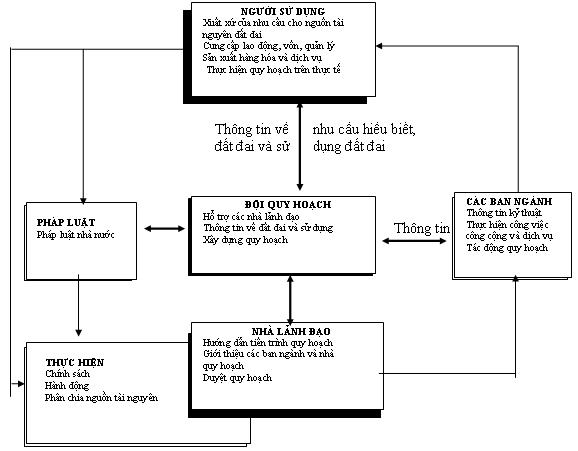 NGƯỜI SỬ DỤNG
Xuất xứ của nhu cầu cho nguồn tài
nguyên đất đai
Cung cấp lao động, vốn, quản lý
Sản xuất hàng hóa và dịch vụ
Thực hiện quy hoạch trên thực tế
Thông tin về nhu cầu hiểu biết,
đất đai và sử dụng đất đai
PHÁP LUẬT
Pháp luật nhà nước
ĐỘI QUY HOẠCH
Hỗ trợ các nhà lãnh đạo
Thông tin về đất đai và sử dụng
Xây dựng quy hoạch
Thông tin
CÁC BAN NGÀNH
Thông tin kỹ thuật
Thực hiện công việc
công cộng và dịch vụ
Tác động quy hoạch
NHÀ LÃNH ĐẠO
Hướng dẫn tiến trình quy hoạch
Giới thiệu các ban ngành và nhà
quy hoạch
Duyệt quy hoạch
THỰC HIỆN
Chính sách
Hành động
Phân chia nguồn tài nguyên